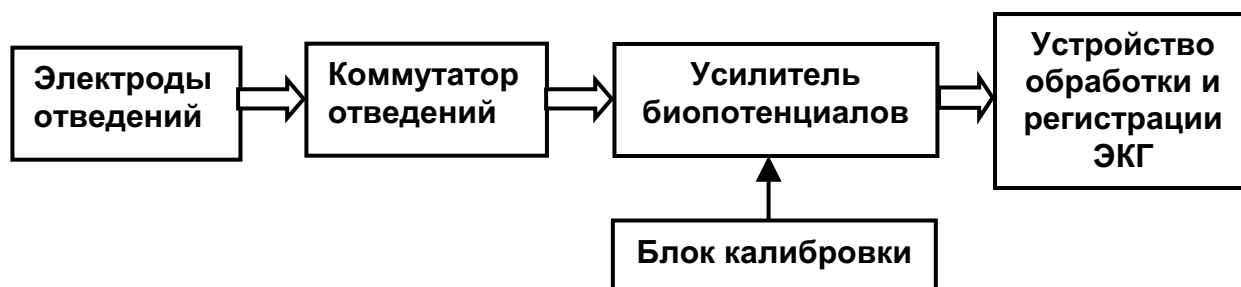 Электроды
отведений
Коммутатор
отведений
Усилитель
биопотенциалов
Устройство
обработки и
регистрации
ЭКГ
Блок калибровки